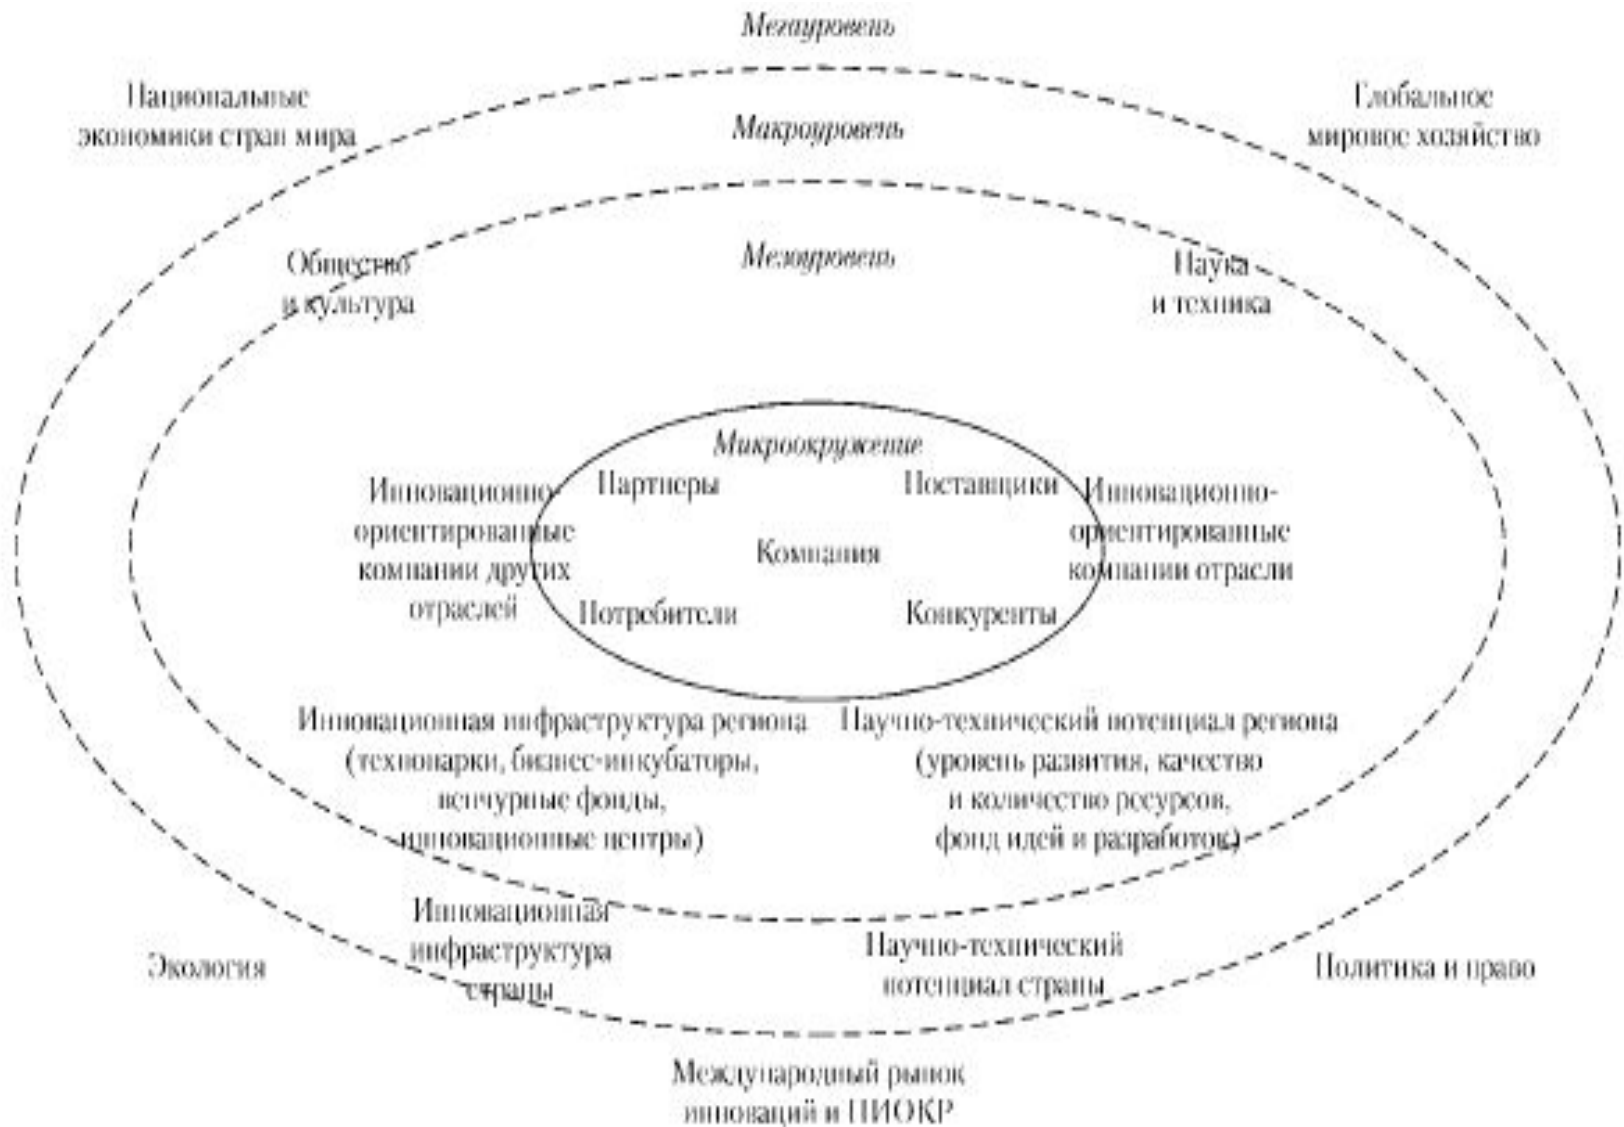 Мегауровень
Национальные
экономики стран мира
Глобальное
мировое хозяйство
Макроуровень
Общество
и культура
Мезоуровень
Наука
и техника
Микроокружение
Партнеры
Поставщики
Инновационно-
ориентированные
компании других
отраслей
Компания
Инновационно-
ориентированные
компании отрасли
Потребители
Конкуренты
Инновационная инфраструктура региона
(технопарки, бизнес-инкубаторы,
венчурные фонды,
инновационные центры)
Научно-технический потенциал региона
(уровень развития, качество
и количество ресурсов,
фонд идей и разработок)
Экология
Инновационная
инфраструктура
страны
Научно-технический
потенциал страны
Политика и право
Международный рынок
инноваций и НИОКР